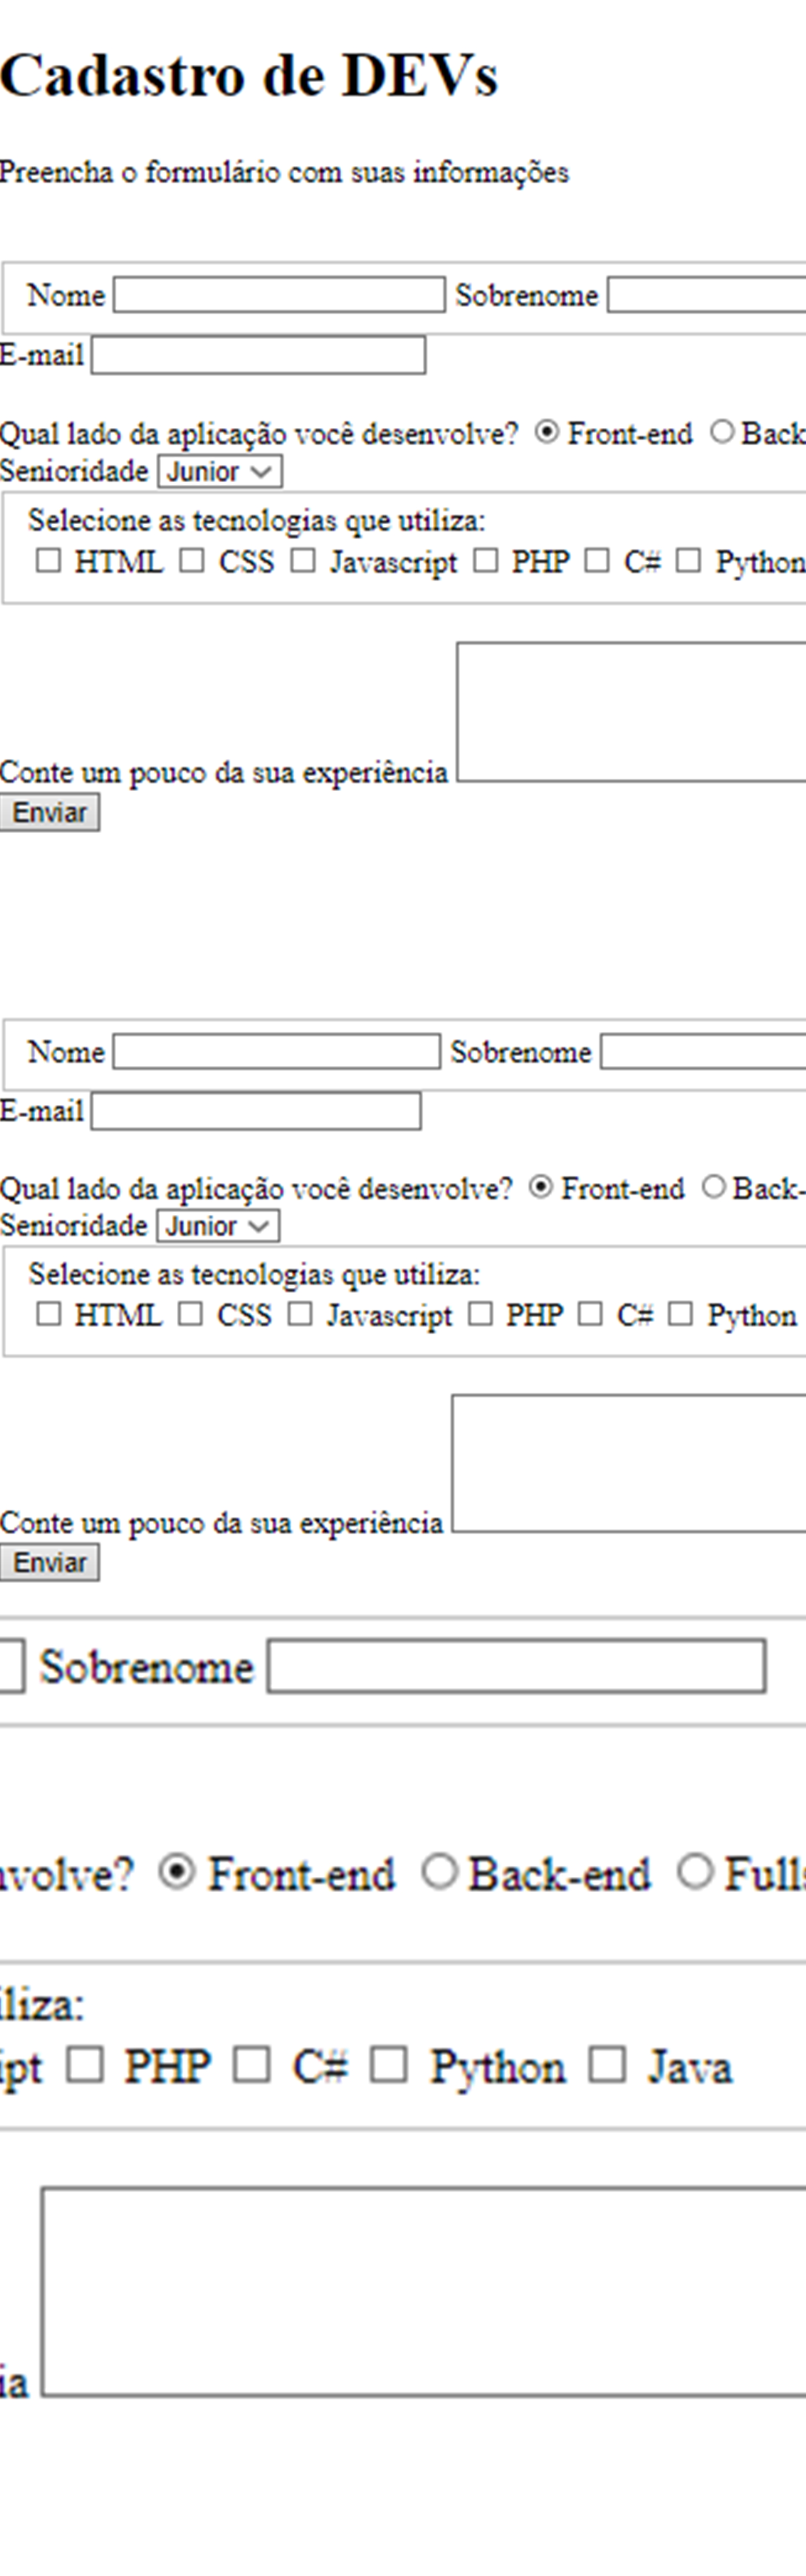 Cadastro de DEVs
Preencha o formulário com suas informações
Nome Sobrenome
E-mail
Qual lado da aplicação você desenvolve? Front-end Back
Senioridade Junior
Selecione as tecnologias que utiliza:
HTML CSS Javascript PHP C# Python
Conte um pouco da sua experiência
Enviar
Nome Sobrenome
E-mail
Qual lado da aplicação você desenvolve? Front-end Back-
Senioridade Junior
Selecione as tecnologias que utiliza:
HTML CSS Javascript PHP C# Python
Conte um pouco da sua experiência
Enviar
Sobrenome
nvolve? Front-end Back-end Fulls
iliza:
ipt PHP C# Python Java
ia